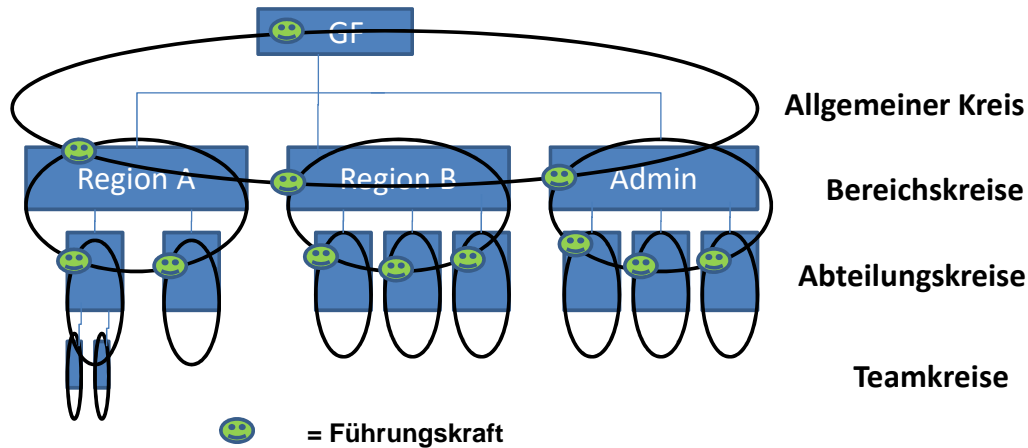 GF
Allgemeiner Kreis
Region A
Region B
Admin
Bereichskreise
Abteilungskreise
Teamkreise
= Führungskraft